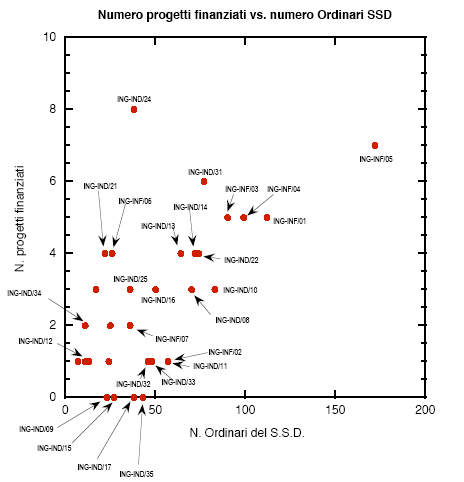 Numero progetti finanziati vs. numero Ordinari SSD
10
8
6
4
2
0
N. progetti finanziati
ING-IND/24
ING-INF/05
ING-IND/31
ING-INF/03
ING-INF/04
ING-IND/21
ING-INF/06
ING-IND/14
ING-INF/01
ING-IND/13
ING-IND/22
ING-IND/25
ING-IND/10
ING-IND/34
ING-IND/16
ING-IND/08
ING-INF/07
ING-IND/12
ING-INF/02
ING-IND/11
ING-IND/32
ING-IND/33
0
50
100
150
200
ING-IND/09
ING-IND/15
ING-IND/17
ING-IND/35
N. Ordinari del S.S.D.